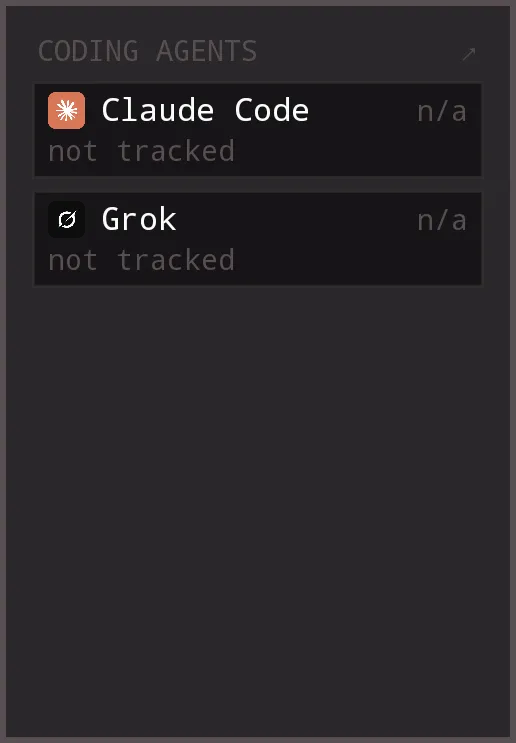 CODING AGENTS ↗
Claude Code n/a
not tracked
Grok n/a
not tracked